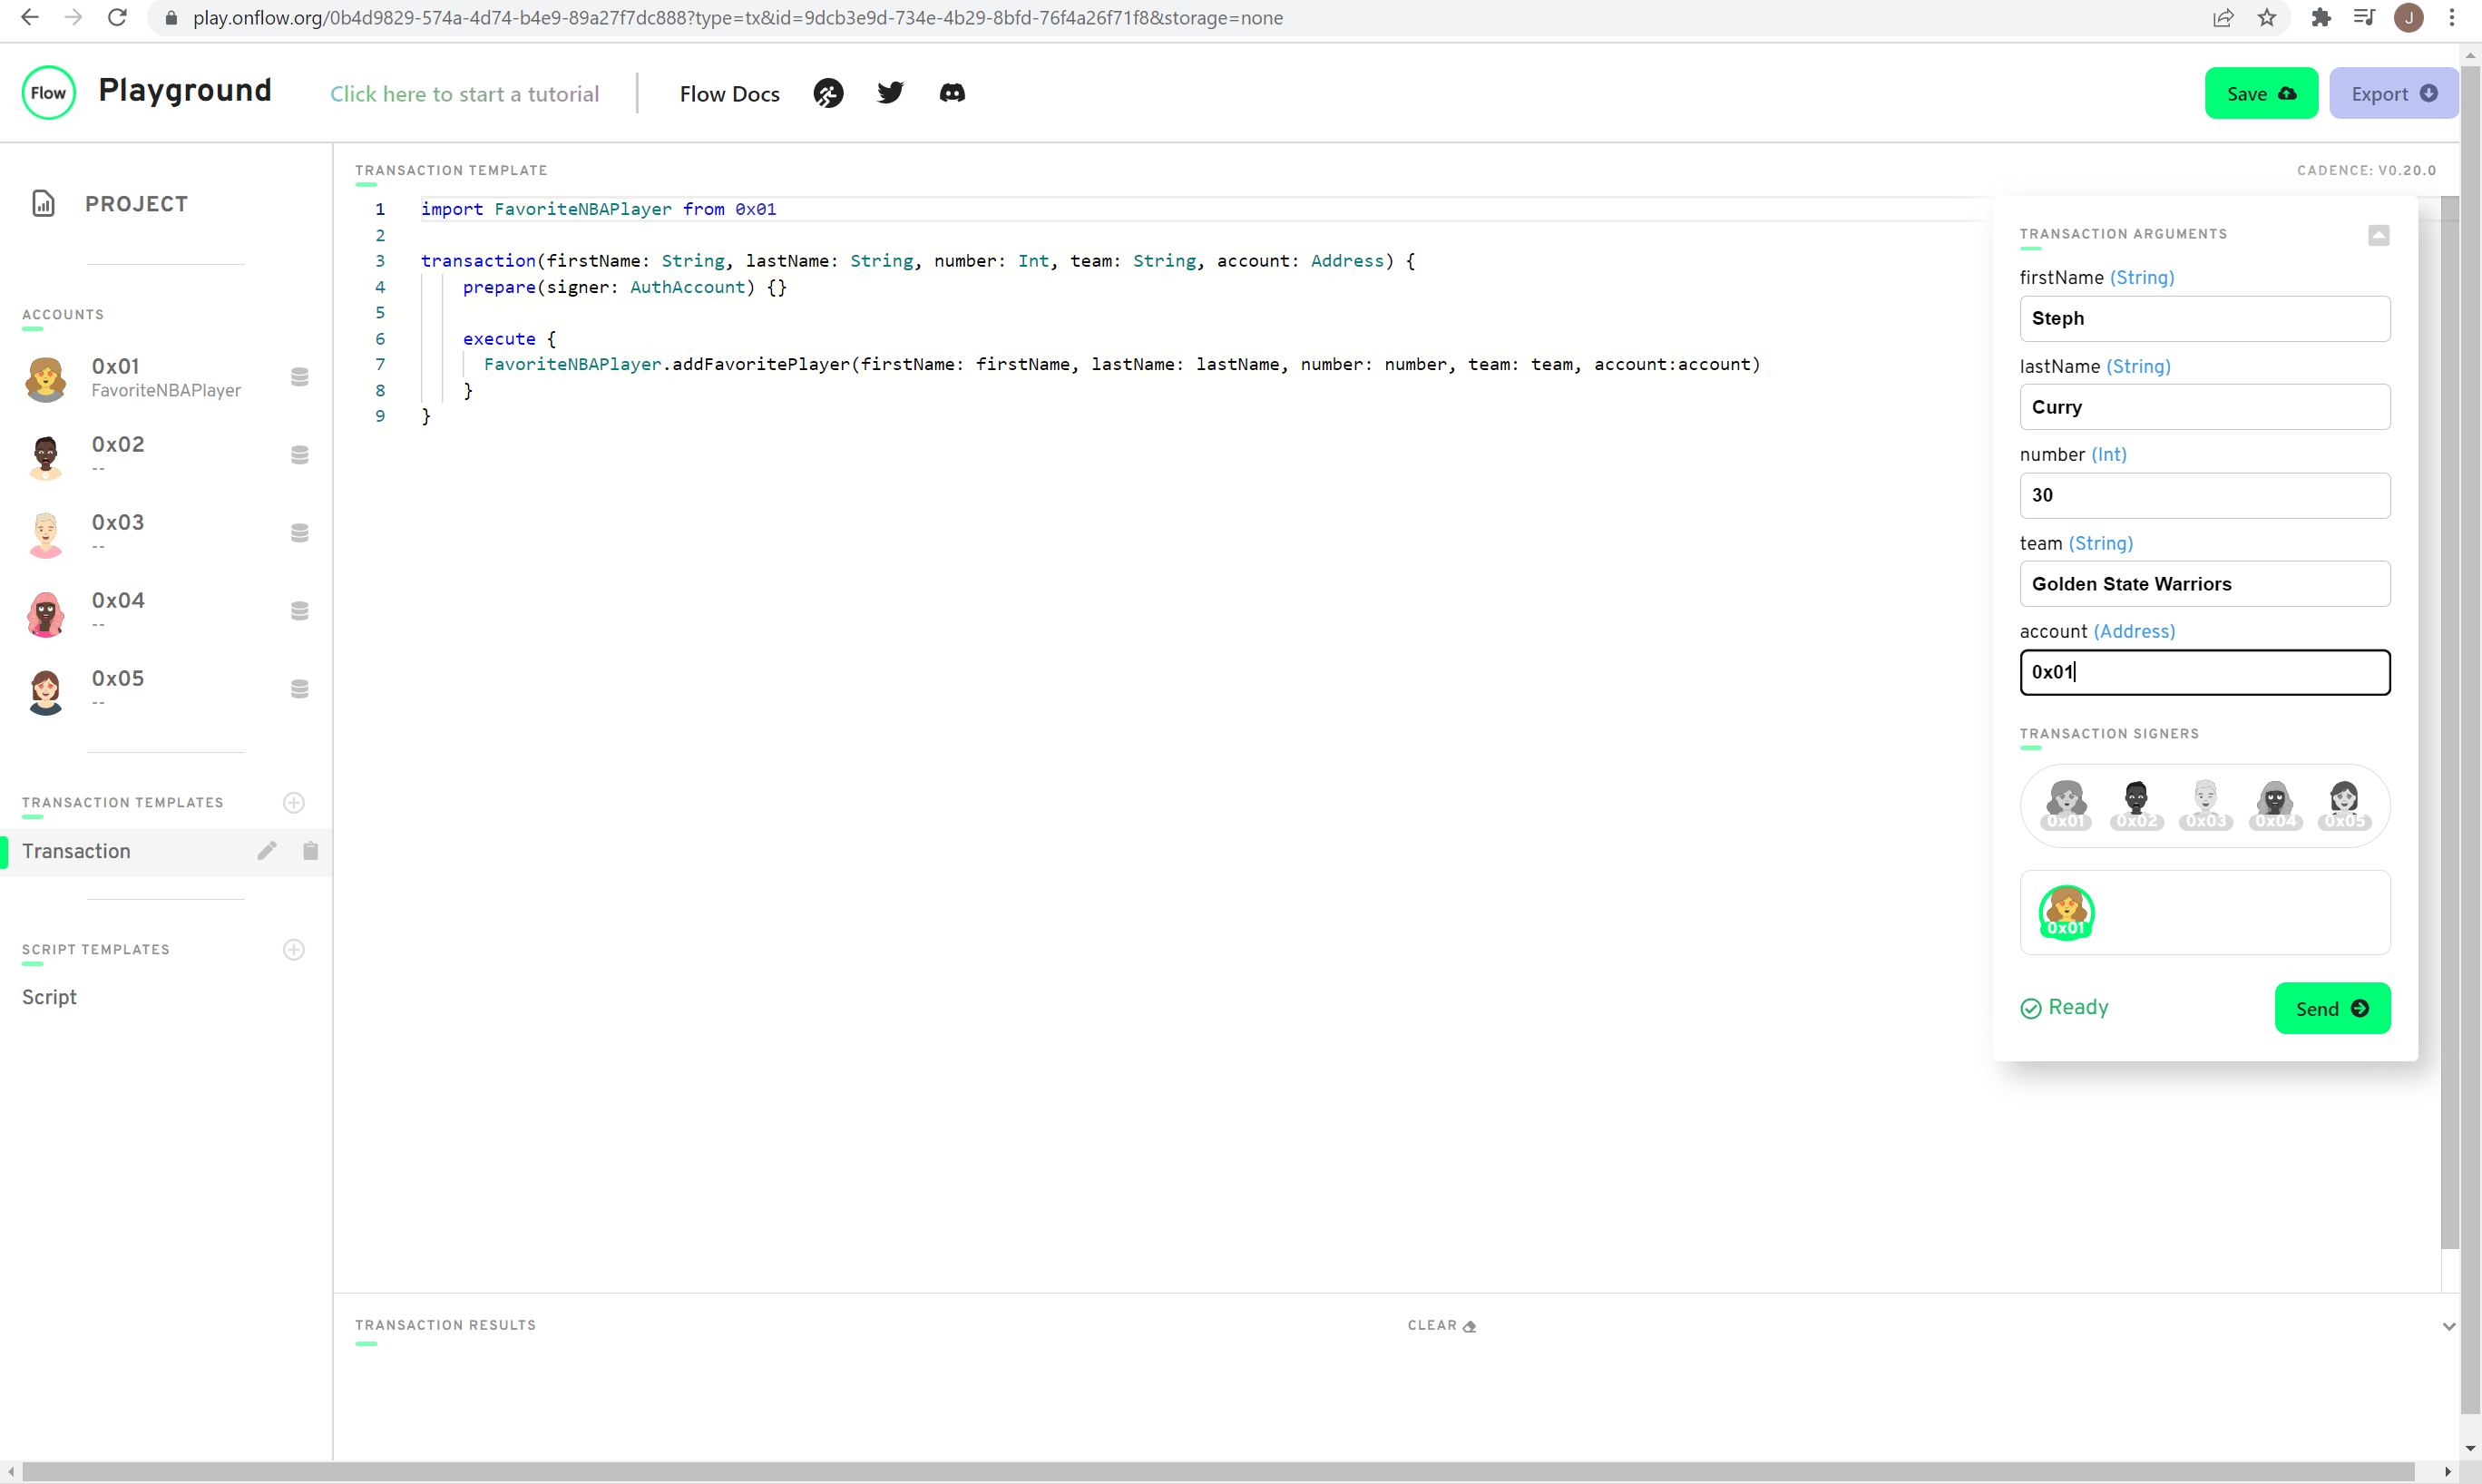 play.onflow.org/0b4d9829-574a-4d74-b4e9-89a27f7dc888?type=tx&id=9dcb3e9d-734e-4b29-8bfd-76f4a26f71f8&storage=none
J
Flow
Playground
Click here to start a tutorial
Flow Docs
Save
Export
PROJECT
ACCOUNTS
0x01
FavoriteNBAPlayer
0x02
--
0x03
--
0x04
--
0x05
--
TRANSACTION TEMPLATES
Transaction
SCRIPT TEMPLATES
Script
TRANSACTION TEMPLATE
CADENCE: V0.20.0
1 import FavoriteNBAPlayer from 0x01
2
3 transaction(firstName: String, lastName: String, number: Int, team: String, account: Address) {
4 prepare(signer: AuthAccount) {}
5
6 execute {
7 FavoriteNBAPlayer.addFavoritePlayer(firstName: firstName, lastName: lastName, number: number, team: team, account:account)
8 }
9 }
TRANSACTION ARGUMENTS
firstName (String)
Steph
lastName (String)
Curry
number (Int)
30
team (String)
Golden State Warriors
account (Address)
0x01
TRANSACTION SIGNERS
0x01 0x02 0x03 0x04 0x05
0x01
Ready
Send
TRANSACTION RESULTS
CLEAR